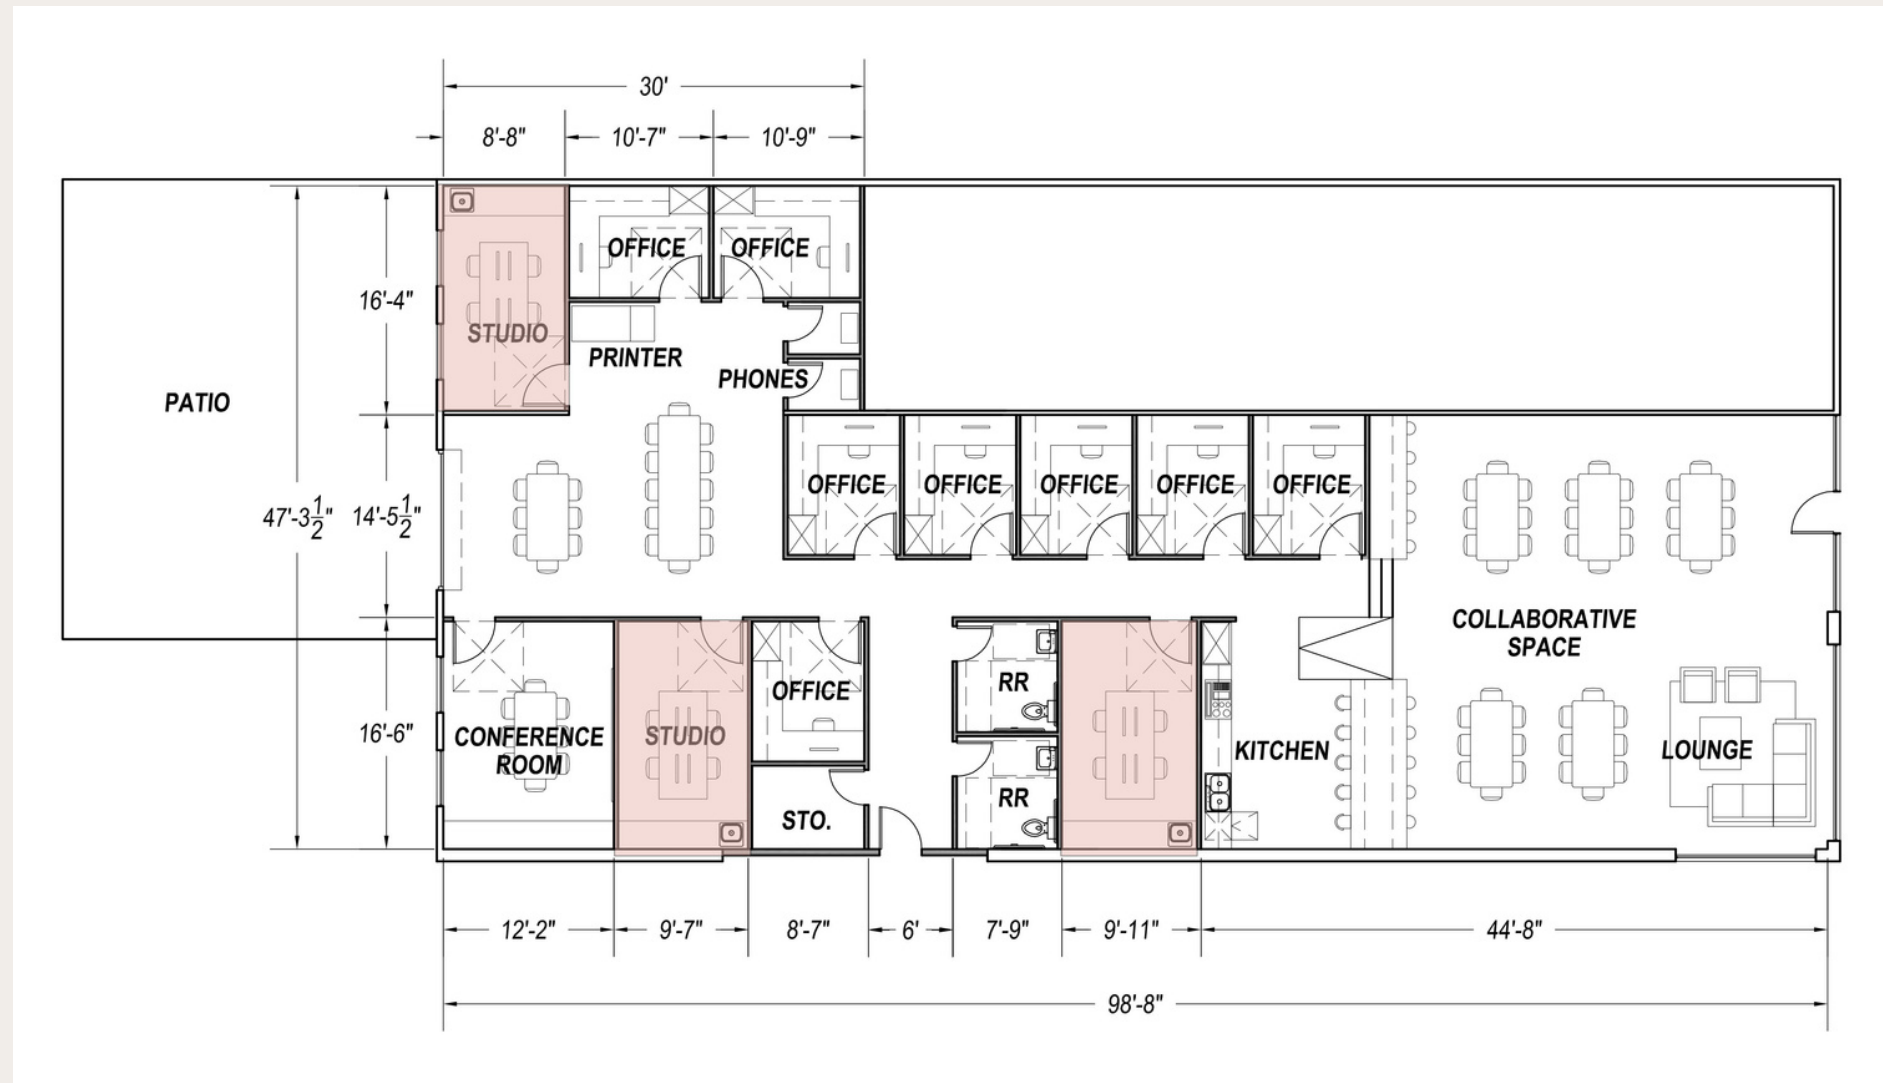 30'
8'-8"
10'-7"
10'-9"
OFFICE
OFFICE
16'-4"
STUDIO
PRINTER
PHONES
PATIO
47'-3 1/2"
14'-5 1/2"
OFFICE
OFFICE
OFFICE
OFFICE
OFFICE
COLLABORATIVE
SPACE
RR
OFFICE
16'-6"
CONFERENCE
ROOM
STUDIO
KITCHEN
LOUNGE
RR
STO.
12'-2"
9'-7"
8'-7"
6'
7'-9"
9'-11"
44'-8"
98'-8"